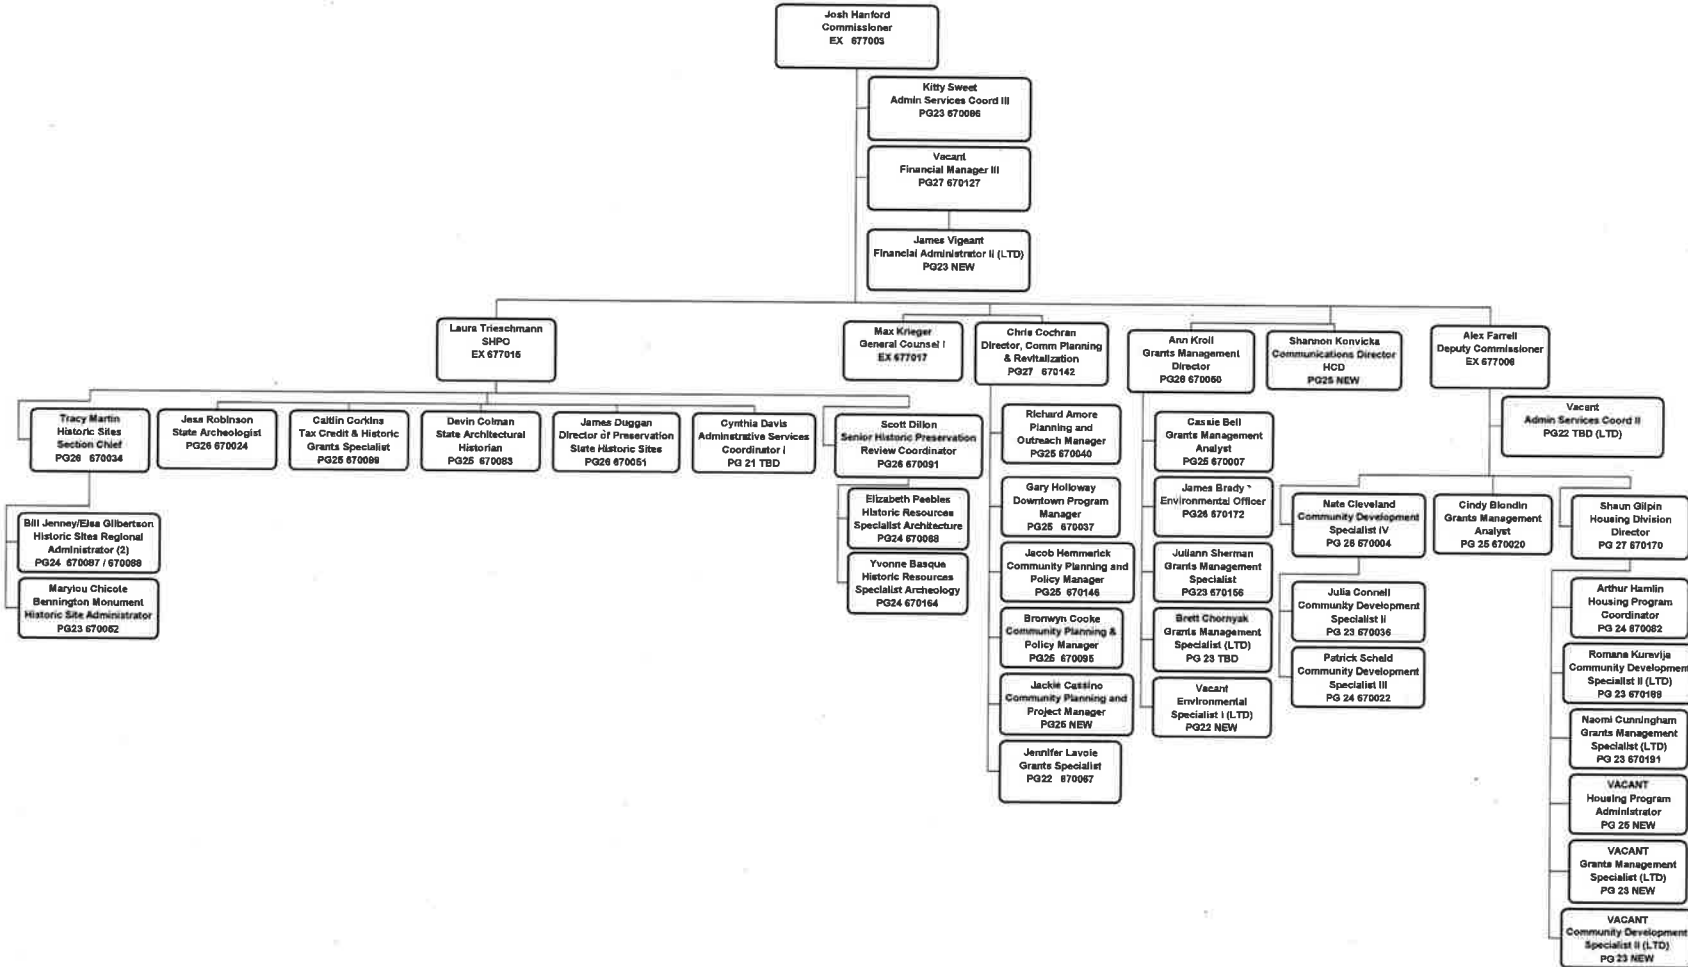 Josh Hanford
Commissioner
EX 677003
Kitty Sweet
Admin Services Coord III
PG23 670086
Vacant
Financial Manager III
PG27 670127
James Vigeant
Financial Administrator II (LTD)
PG23 NEW
Laura Trieschmann
SHPO
EX 677015
Max Krieger
General Counsel I
EX 677017
Chris Cochran
Director, Comm Planning
& Revitalization
PG27 670142
Ann Kroll
Grants Management
Director
PG28 670050
Shannon Konvicka
Communications Director
HCD
PG25 NEW
Alex Farrell
Deputy Commissioner
EX 677006
Tracy Martin
Historic Sites
Section Chief
PG26 670034
Jess Robinson
State Archeologist
PG26 670024
Caitlin Corkins
Tax Credit & Historic
Grants Specialist
PG25 670099
Devin Colman
State Architectural
Historian
PG25 670083
James Duggan
Director of Preservation
State Historic Sites
PG26 670051
Cynthia Davis
Adminstrative Services
Coordinator I
PG 21 TBD
Scott Dillon
Senior Historic Preservation
Review Coordinator
PG26 670091
Bill Jenney/Elsa Gilbertson
Historic Sites Regional
Administrator (2)
PG24 670087 / 670088
Marylou Chicote
Bennington Monument
Historic Site Administrator
PG23 670052
Elizabeth Peebles
Historic Resources
Specialist Architecture
PG24 670068
Yvonne Basque
Historic Resources
Specialist Archeology
PG24 670164
Richard Amore
Planning and
Outreach Manager
PG25 670040
Gary Holloway
Downtown Program
Manager
PG25 670037
Jacob Hemmerick
Community Planning and
Policy Manager
PG25 670146
Bronwyn Cooke
Community Planning &
Policy Manager
PG25 670095
Jackie Cassino
Community Planning and
Project Manager
PG25 NEW
Jennifer Lavoie
Grants Specialist
PG22 670067
Cassie Bell
Grants Management
Analyst
PG25 670007
James Brady
Environmental Officer
PG26 670172
Juliann Sherman
Grants Management
Specialist
PG23 670156
Brett Chornyak
Grants Management
Specialist (LTD)
PG 23 TBD
Vacant
Environmental
Specialist I (LTD)
PG22 NEW
Vacant
Admin Services Coord II
PG22 TBD (LTD)
Nate Cleveland
Community Development
Specialist IV
PG 26 670004
Cindy Blondin
Grants Management
Analyst
PG 25 670020
Shaun Gilpin
Housing Division
Director
PG 27 670170
Julia Connell
Community Development
Specialist II
PG 23 670036
Patrick Scheld
Community Development
Specialist III
PG 24 670022
Arthur Hamlin
Housing Program
Coordinator
PG 24 670082
Romana Kurevija
Community Development
Specialist II (LTD)
PG 23 670189
Naomi Cunningham
Grants Management
Specialist (LTD)
PG 23 670191
VACANT
Housing Program
Administrator
PG 25 NEW
VACANT
Grants Management
Specialist (LTD)
PG 23 NEW
VACANT
Community Development
Specialist II (LTD)
PG 23 NEW